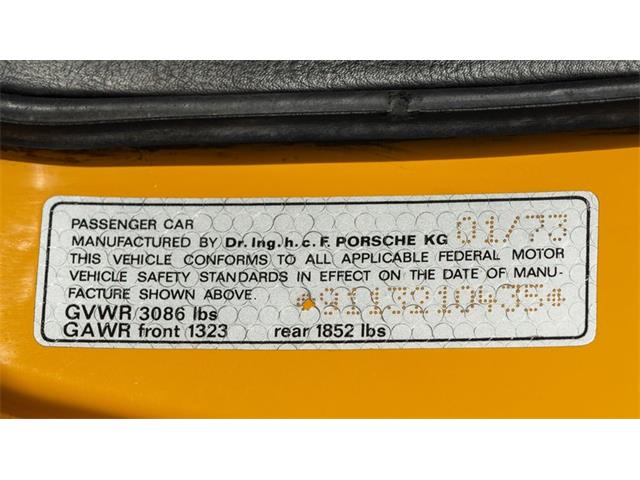 PASSENGER CAR
MANUFACTURED BY Dr. Ing. h. c. F. PORSCHE KG 01/73
THIS VEHICLE CONFORMS TO ALL APPLICABLE FEDERAL MOTOR
VEHICLE SAFETY STANDARDS IN EFFECT ON THE DATE OF MANU-
FACTURE SHOWN ABOVE. *9113210435*
GVWR 3086 lbs
GAWR front 1323 rear 1852 lbs